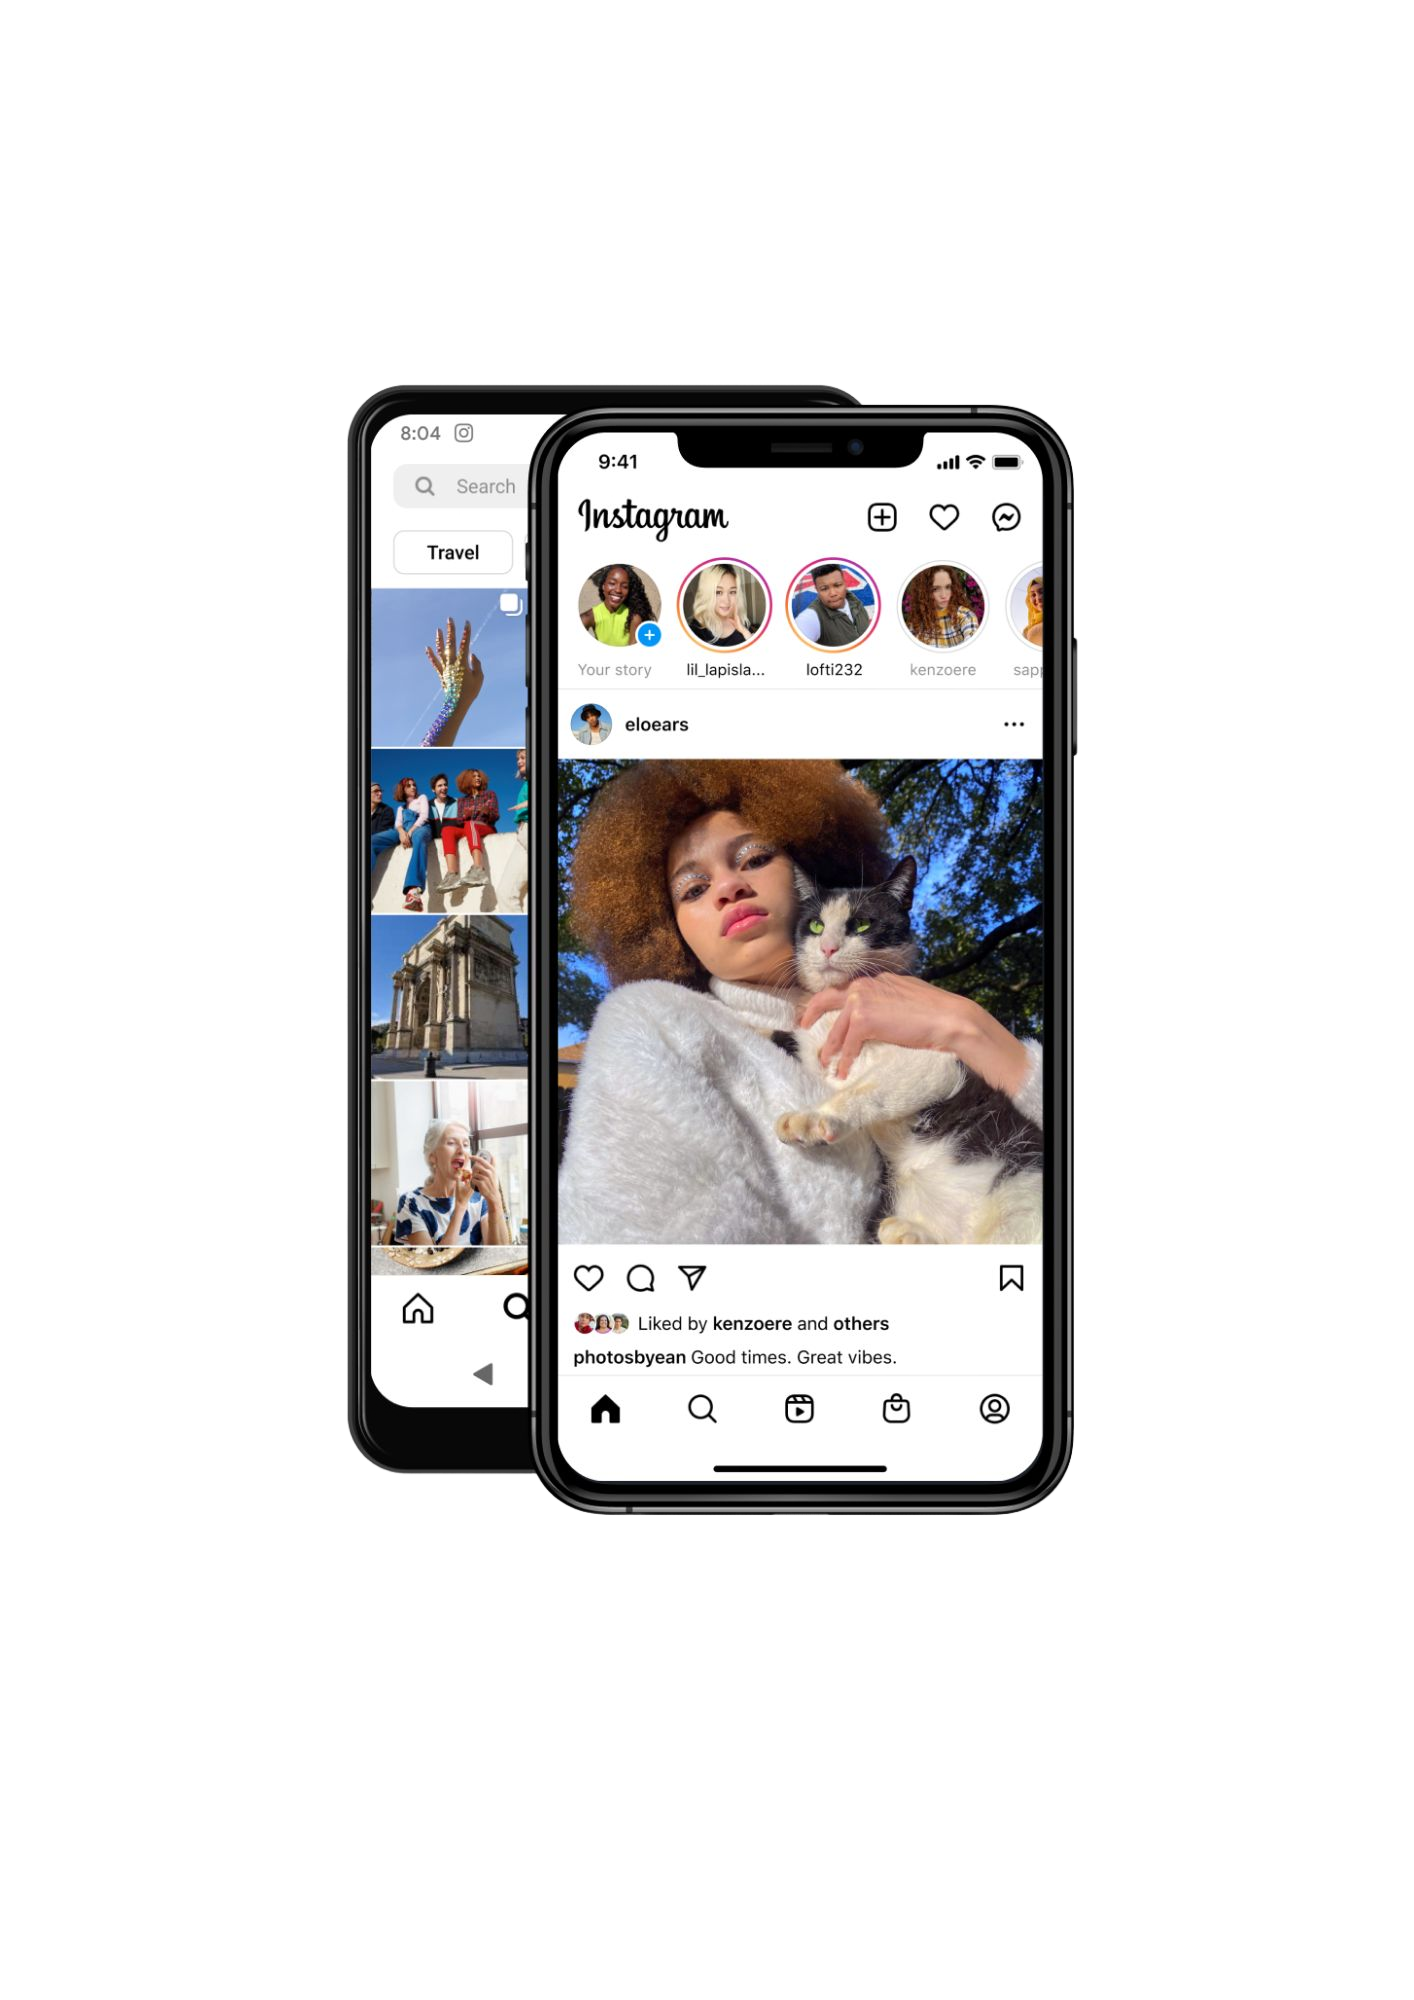 8:04
Search
Travel
9:41
Instagram
Your story
lil_lapisla...
lofti232
kenzoere
sapp
eloears
Liked by kenzoere and others
photosbyean Good times. Great vibes.